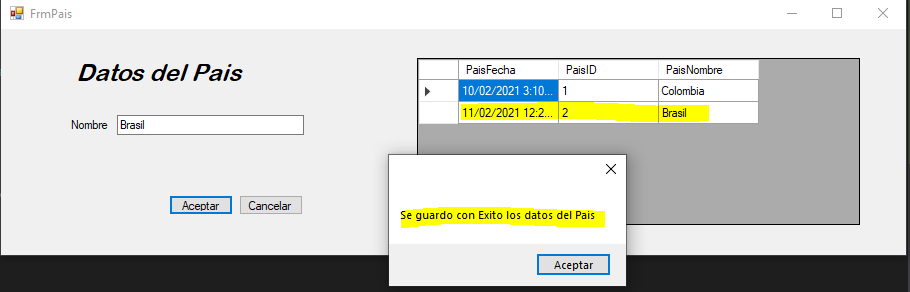 FrmPais
Datos del Pais
Nombre Brasil
Aceptar Cancelar
PaisFecha PaisID PaisNombre
10/02/2021 3:10... 1 Colombia
11/02/2021 12:2... 2 Brasil
Se guardo con Exito los datos del Pais
Aceptar